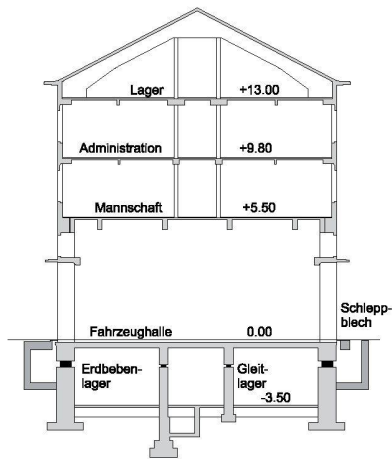 Lager +13.00
Administration +9.80
Mannschaft +5.50
Schlepp-
blech
Fahrzeughalle 0.00
Erdbeben-
lager
Gleit-
lager
-3.50